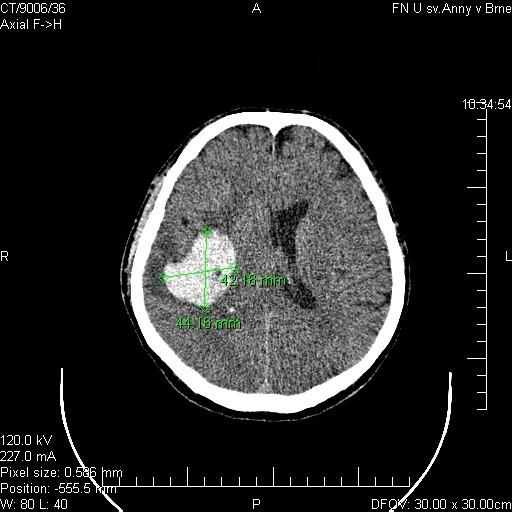 CT/9006/36
A
FN U sv.Anny v Brne
Axial F->H
10:34:54
R
L
42.18 mm
44.18 mm
120.0 kV
227.0 mA
Pixel size: 0.586 mm
Position: -555.5 mm
W: 80 L: 40
P
DFOV: 30.00 x 30.00cm